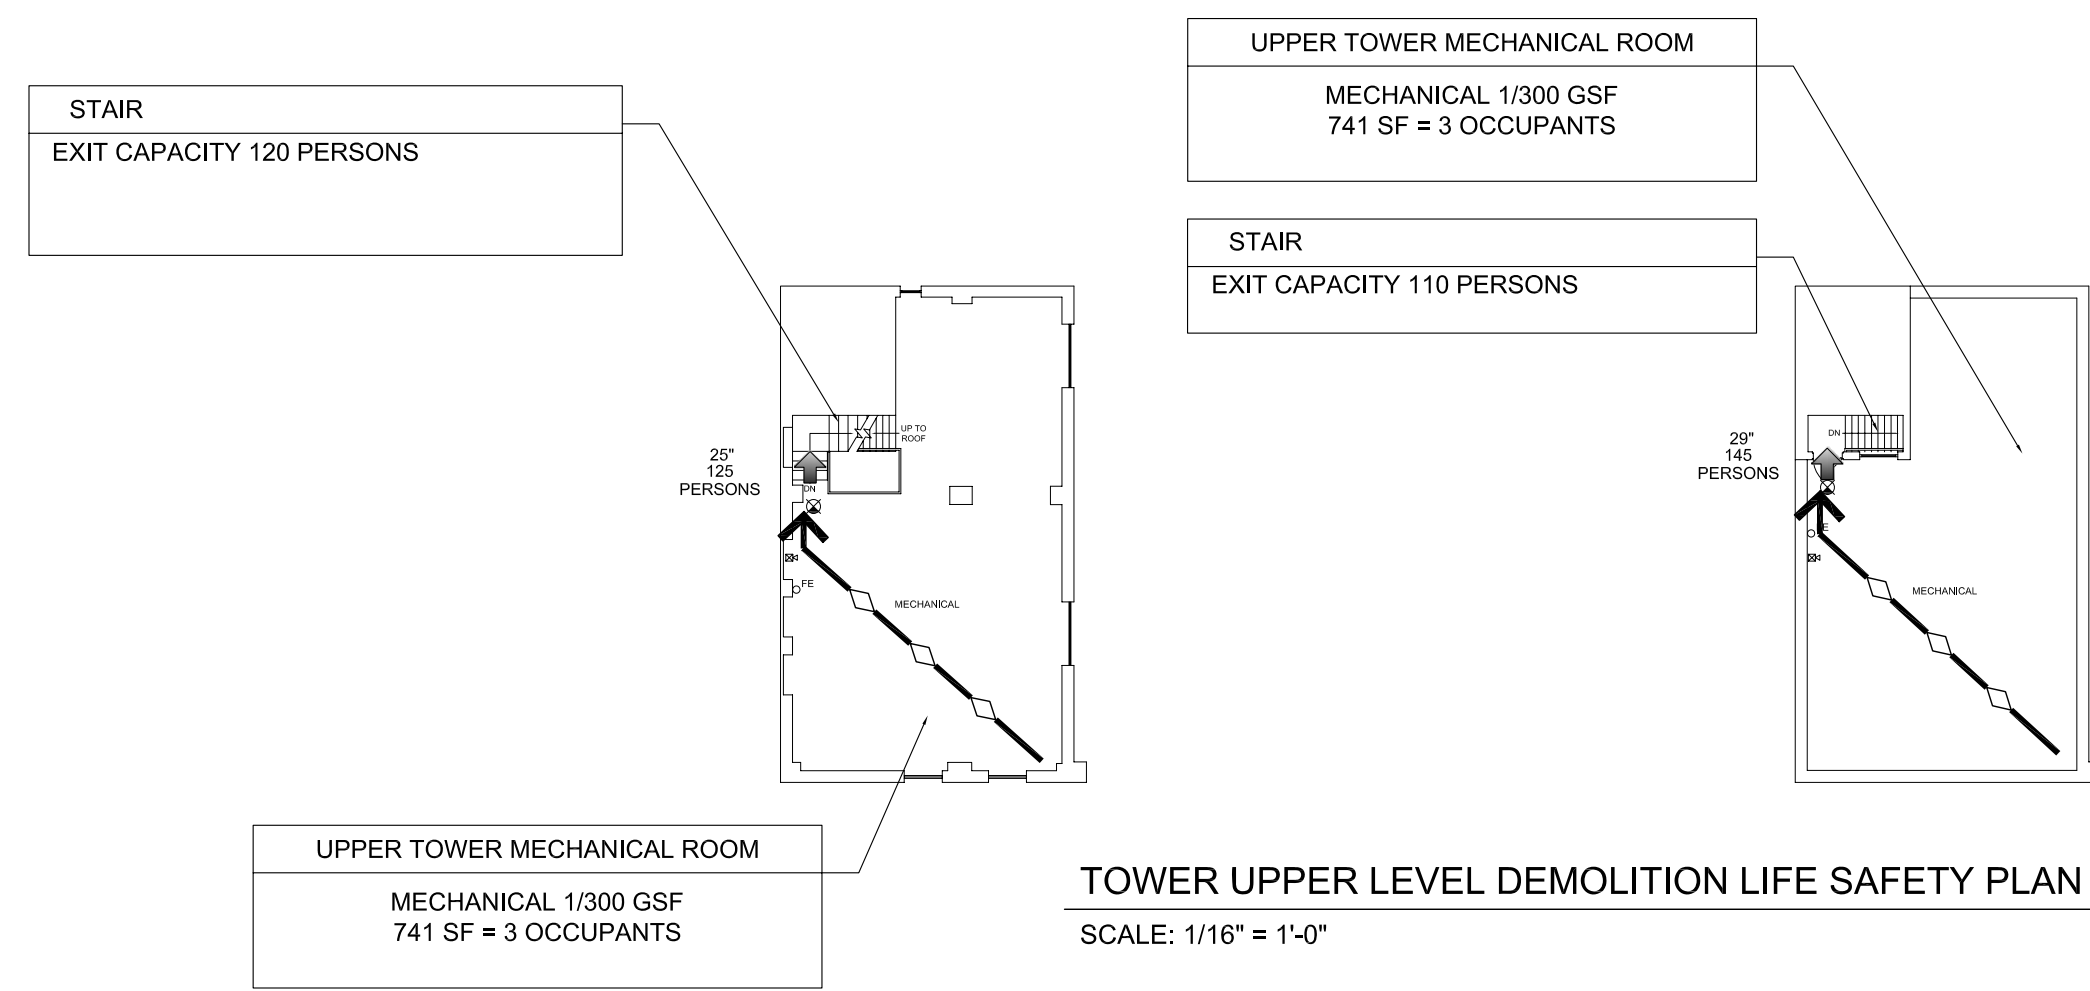 STAIR
EXIT CAPACITY 120 PERSONS
UPPER TOWER MECHANICAL ROOM
MECHANICAL 1/300 GSF
741 SF = 3 OCCUPANTS
STAIR
EXIT CAPACITY 110 PERSONS
UP TO
ROOF
25"
125
PERSONS
DN
FE
MECHANICAL
29"
145
PERSONS
DN
FE
MECHANICAL
UPPER TOWER MECHANICAL ROOM
MECHANICAL 1/300 GSF
741 SF = 3 OCCUPANTS
TOWER UPPER LEVEL DEMOLITION LIFE SAFETY PLAN
SCALE: 1/16" = 1'-0"